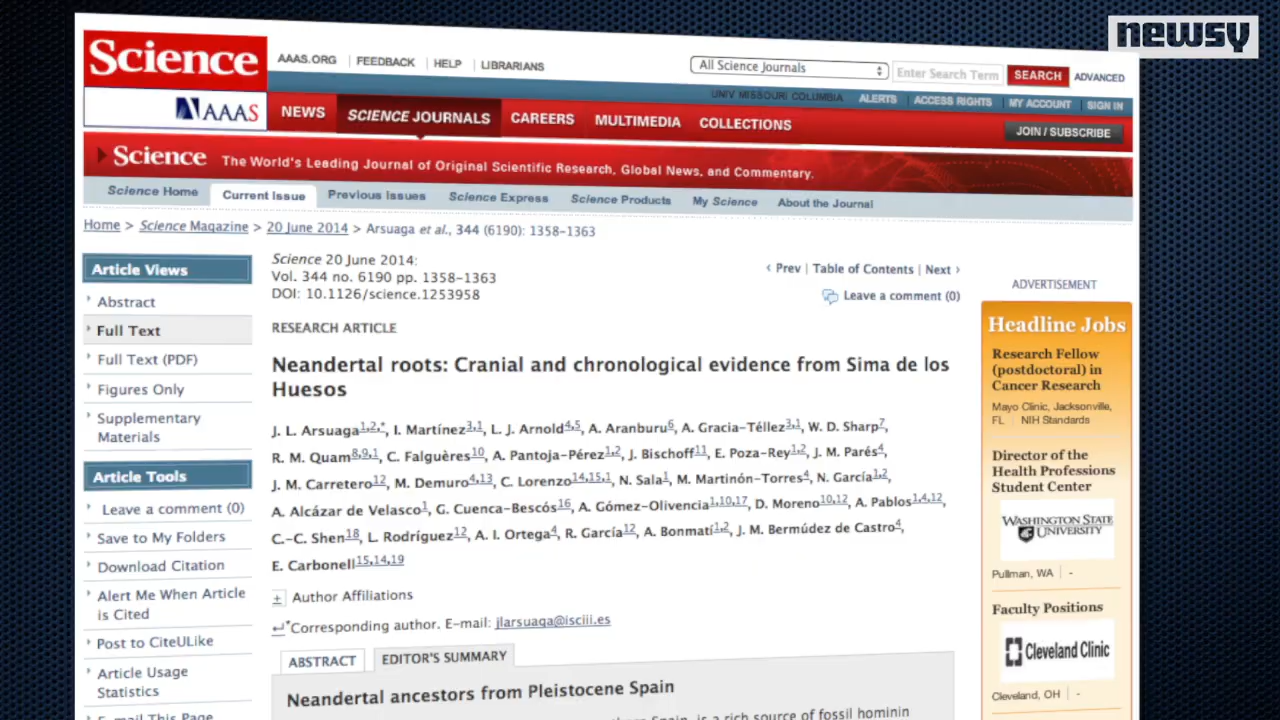 newsy
Science
AAAS
AAAS.ORG | FEEDBACK | HELP | LIBRARIANS
All Science Journals
Enter Search Term
SEARCH
ADVANCED
UNIV MISSOURI COLUMBIA ALERTS ACCESS RIGHTS MY ACCOUNT SIGN IN
NEWS SCIENCE JOURNALS CAREERS MULTIMEDIA COLLECTIONS
JOIN / SUBSCRIBE
Science The World's Leading Journal of Original Scientific Research, Global News, and Commentary.
Science Home Current Issue Previous Issues Science Express Science Products My Science About the Journal
Home > Science Magazine > 20 June 2014 > Arsuaga et al., 344 (6190): 1358-1363
Article Views
Abstract
Full Text
Full Text (PDF)
Figures Only
Supplementary
Materials
Article Tools
Leave a comment (0)
Save to My Folders
Download Citation
Alert Me When Article
is Cited
Post to CiteULike
Article Usage
Statistics
E-mail This Page
Science 20 June 2014:
Vol. 344 no. 6190 pp. 1358-1363
DOI: 10.1126/science.1253958
‹ Prev | Table of Contents | Next ›
Leave a comment (0)
RESEARCH ARTICLE
Neandertal roots: Cranial and chronological evidence from Sima de los
Huesos
J. L. Arsuaga1,2,*, I. Martínez3,1, L. J. Arnold4,5, A. Aranburu6, A. Gracia-Téllez3,1, W. D. Sharp7,
R. M. Quam8,9,1, C. Falguères10, A. Pantoja-Pérez1,2, J. Bischoff11, E. Poza-Rey1,2, J. M. Parés4,
J. M. Carretero12, M. Demuro4,13, C. Lorenzo14,15,1, N. Sala1, M. Martinón-Torres4, N. García1,2,
A. Alcázar de Velasco1, G. Cuenca-Bescós16, A. Gómez-Olivencia1,10,17, D. Moreno10,12, A. Pablos1,4,12,
C.-C. Shen18, L. Rodríguez12, A. I. Ortega4, R. García12, A. Bonmatí1,2, J. M. Bermúdez de Castro4,
E. Carbonell15,14,19
+ Author Affiliations
↵*Corresponding author. E-mail: jlarsuaga@isciii.es
ABSTRACT EDITOR'S SUMMARY
Neandertal ancestors from Pleistocene Spain
Spain, is a rich source of fossil hominin
ADVERTISEMENT
Headline Jobs
Research Fellow
(postdoctoral) in
Cancer Research
Mayo Clinic, Jacksonville,
FL | NIH Standards
Director of the
Health Professions
Student Center
WASHINGTON STATE
UNIVERSITY
Pullman, WA | -
Faculty Positions
Cleveland Clinic
Cleveland, OH | -